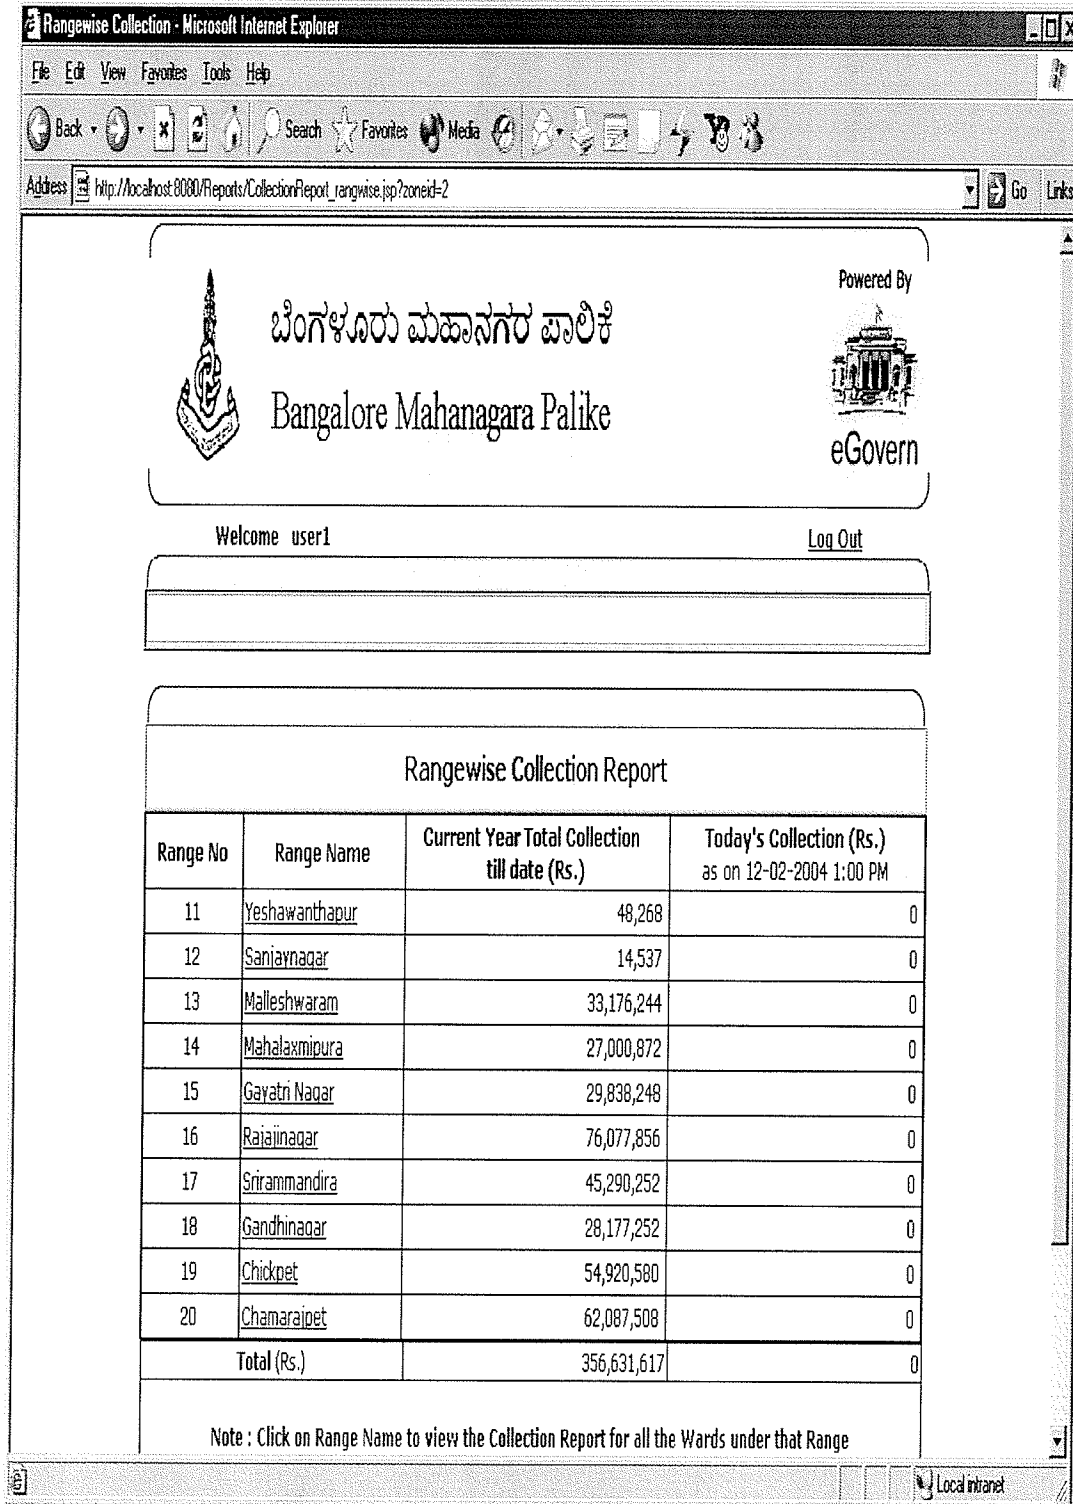 Rangewise Collection - Microsoft Internet Explorer
File Edit View Favorites Tools Help
Back Search Favorites Media
Address http://localhost:8080/Reports/CollectionReport_rangwise.jsp?zoneid=2 Go Links
Powered By
ಬೆಂಗಳೂರು ಮಹಾನಗರ ಪಾಲಿಕೆ
Bangalore Mahanagara Palike
eGovern
Welcome user1 Log Out
Rangewise Collection Report
Range No Range Name Current Year Total Collection till date (Rs.) Today's Collection (Rs.) as on 12-02-2004 1:00 PM
11 Yeshawanthapur 48,268 0
12 Sanjaynagar 14,537 0
13 Malleshwaram 33,176,244 0
14 Mahalaxmipura 27,000,872 0
15 Gayatri Nagar 29,838,248 0
16 Rajajinagar 76,077,856 0
17 Srirammandira 45,290,252 0
18 Gandhinagar 28,177,252 0
19 Chickpet 54,920,580 0
20 Chamarajpet 62,087,508 0
Total (Rs.) 356,631,617 0
Note : Click on Range Name to view the Collection Report for all the Wards under that Range
Local intranet